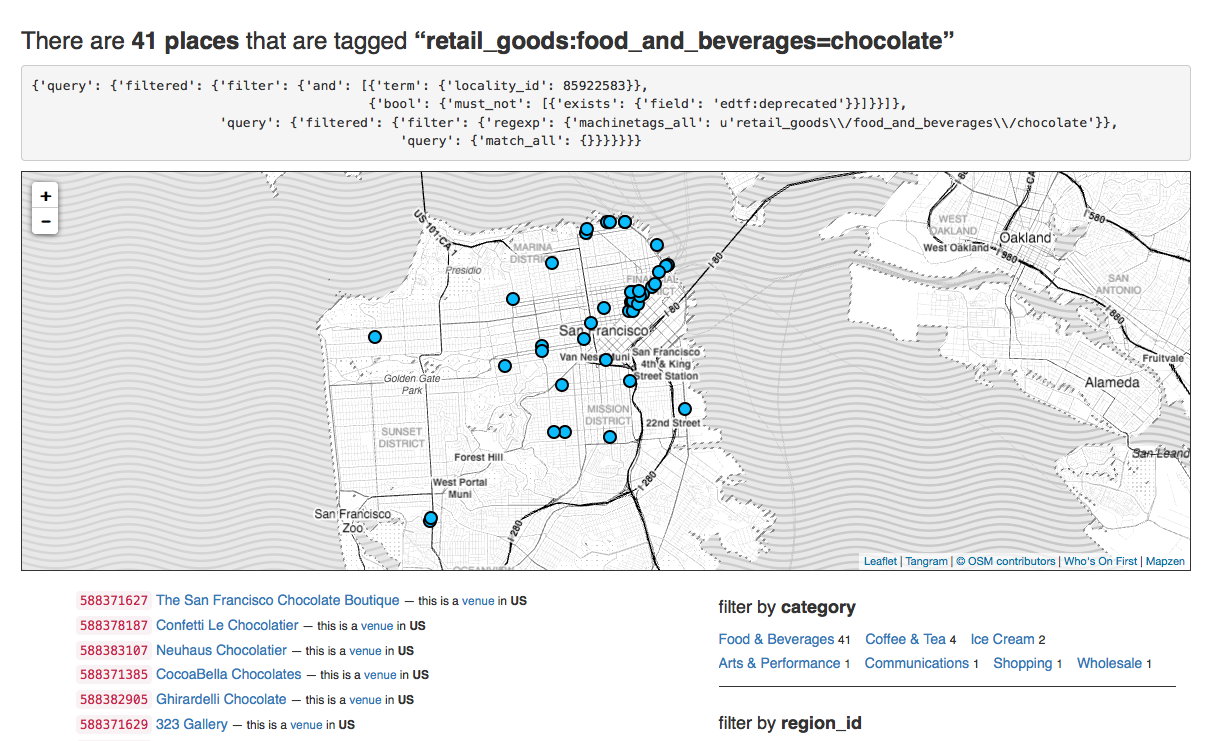 There are 41 places that are tagged “retail_goods:food_and_beverages=chocolate”
{'query': {'filtered': {'filter': {'and': [{'term': {'locality_id': 85922583}},
{'bool': {'must_not': [{'exists': {'field': 'edtf:deprecated'}}]}}]},
'query': {'filtered': {'filter': {'regexp': {'machinetags_all': u'retail_goods\\/food_and_beverages\\/chocolate'}},
'query': {'match_all': {}}}}}}}
+
−
US 101;CA 1
MARINA
DISTRICT
Presidio
I 80
WEST
OAKLAND
West Oakland
Oakland
I 980
I 580
SAN
ANTONIO
I 880
Fruitvale
Alameda
San Leand
San Francisco
I 80
Van Ness Muni
San Francisco
4th & King
Street Station
Golden Gate
Park
MISSION
DISTRICT
22nd Street
SUNSET
DISTRICT
Forest Hill
West Portal
Muni
I 280
San Francisco
Zoo
I 280
OCEANVIEW
Leaflet | Tangram | © OSM contributors | Who's On First | Mapzen
588371627 The San Francisco Chocolate Boutique — this is a venue in US
588378187 Confetti Le Chocolatier — this is a venue in US
588383107 Neuhaus Chocolatier — this is a venue in US
588371385 CocoaBella Chocolates — this is a venue in US
588382905 Ghirardelli Chocolate — this is a venue in US
588371629 323 Gallery — this is a venue in US
filter by category
Food & Beverages 41 Coffee & Tea 4 Ice Cream 2
Arts & Performance 1 Communications 1 Shopping 1 Wholesale 1
filter by region_id